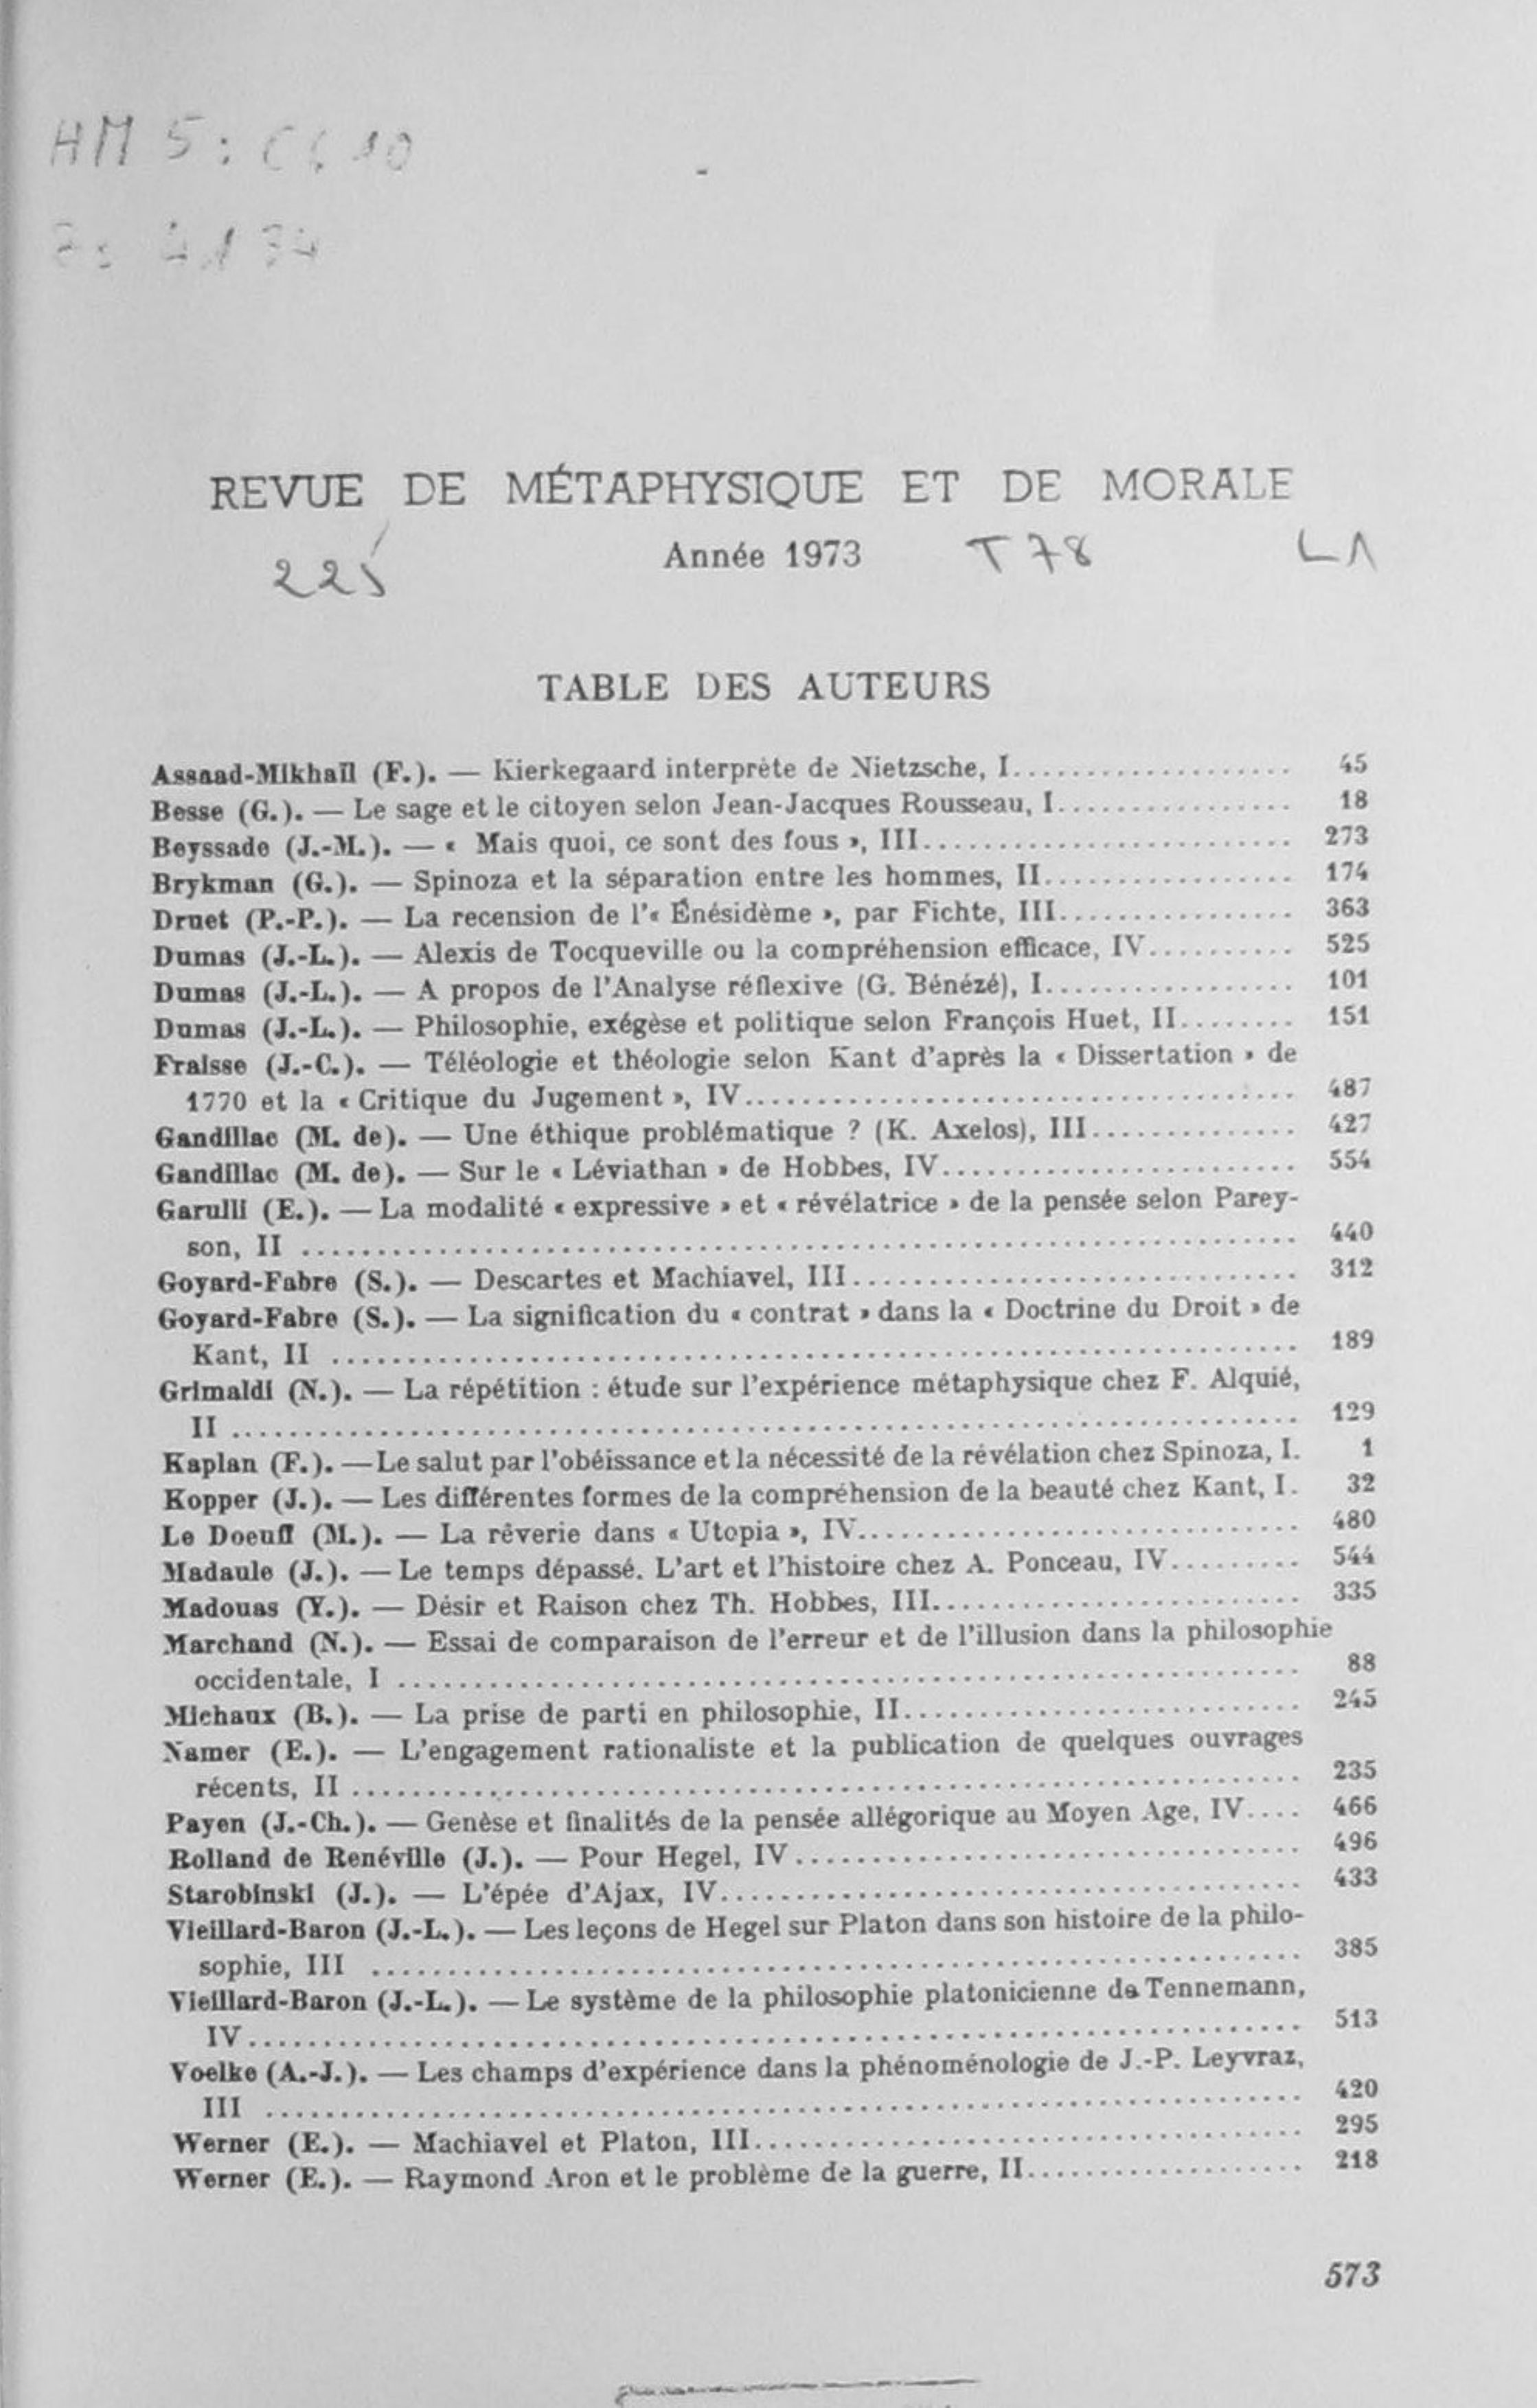 HM 5:
REVUE DE MÉTAPHYSIQUE ET DE MORALE
225 Année 1973 T78 L1
TABLE DES AUTEURS
Assaad-Mikhaïl (F.). — Kierkegaard interprète de Nietzsche, I.................... 45
Besse (G.). — Le sage et le citoyen selon Jean-Jacques Rousseau, I................ 18
Beyssade (J.-M.). — « Mais quoi, ce sont des fous », III......................... 273
Brykman (G.). — Spinoza et la séparation entre les hommes, II................. 174
Druet (P.-P.). — La recension de l'« Énésidème », par Fichte, III................ 363
Dumas (J.-L.). — Alexis de Tocqueville ou la compréhension efficace, IV.......... 525
Dumas (J.-L.). — A propos de l'Analyse réflexive (G. Bénézé), I................. 101
Dumas (J.-L.). — Philosophie, exégèse et politique selon François Huet, II........ 151
Fraisse (J.-C.). — Téléologie et théologie selon Kant d'après la « Dissertation » de
1770 et la « Critique du Jugement », IV..................................... 487
Gandillac (M. de). — Une éthique problématique ? (K. Axelos), III.............. 427
Gandillac (M. de). — Sur le « Léviathan » de Hobbes, IV........................ 554
Garulli (E.). — La modalité « expressive » et « révélatrice » de la pensée selon Parey-
son, II ................................................................... 440
Goyard-Fabre (S.). — Descartes et Machiavel, III.............................. 312
Goyard-Fabre (S.). — La signification du « contrat » dans la « Doctrine du Droit » de
Kant, II ................................................................. 189
Grimaldi (N.). — La répétition : étude sur l'expérience métaphysique chez F. Alquié,
II ....................................................................... 129
Kaplan (F.). — Le salut par l'obéissance et la nécessité de la révélation chez Spinoza, I. 1
Kopper (J.). — Les différentes formes de la compréhension de la beauté chez Kant, I. 32
Le Doeuff (M.). — La rêverie dans « Utopia », IV.............................. 480
Madaule (J.). — Le temps dépassé. L'art et l'histoire chez A. Ponceau, IV......... 544
Madouas (Y.). — Désir et Raison chez Th. Hobbes, III......................... 335
Marchand (N.). — Essai de comparaison de l'erreur et de l'illusion dans la philosophie
occidentale, I ............................................................. 88
Michaux (B.). — La prise de parti en philosophie, II........................... 245
Namer (E.). — L'engagement rationaliste et la publication de quelques ouvrages
récents, II ................................................................ 235
Payen (J.-Ch.). — Genèse et finalités de la pensée allégorique au Moyen Age, IV.... 466
Rolland de Renéville (J.). — Pour Hegel, IV.................................. 496
Starobinski (J.). — L'épée d'Ajax, IV....................................... 433
Vieillard-Baron (J.-L.). — Les leçons de Hegel sur Platon dans son histoire de la philo-
sophie, III ............................................................... 385
Vieillard-Baron (J.-L.). — Le système de la philosophie platonicienne de Tennemann,
IV....................................................................... 513
Voelke (A.-J.). — Les champs d'expérience dans la phénoménologie de J.-P. Leyvraz,
III ...................................................................... 420
Werner (E.). — Machiavel et Platon, III..................................... 295
Werner (E.). — Raymond Aron et le problème de la guerre, II................... 218
573